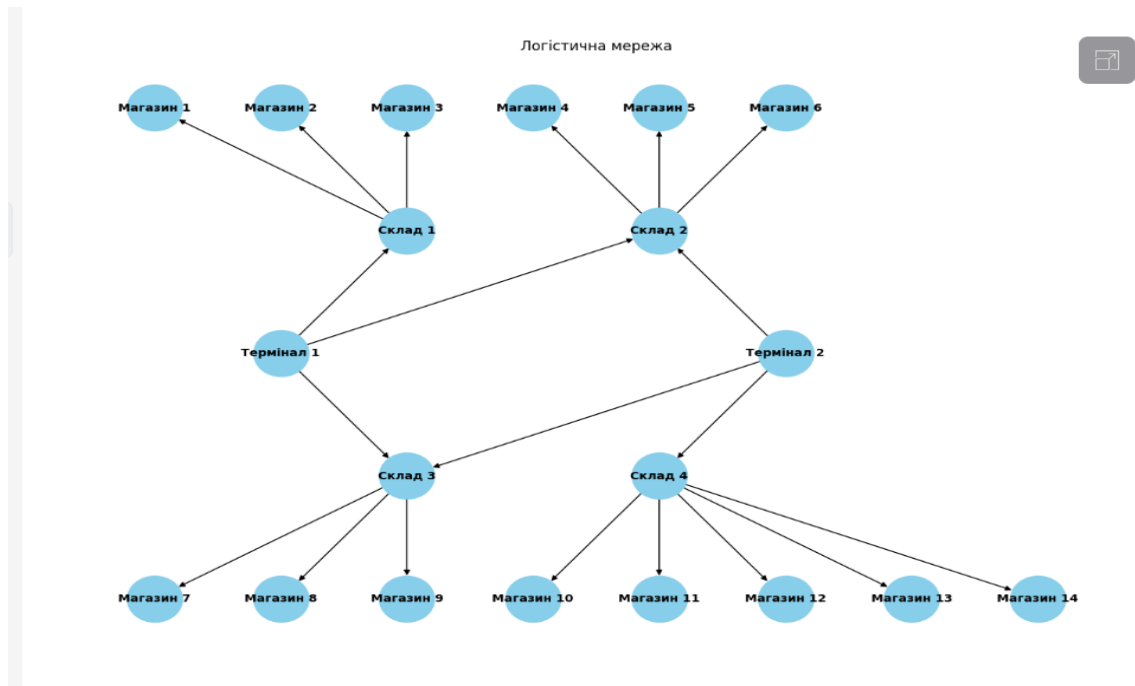 Логістична мережа
Магазин 1
Магазин 2
Магазин 3
Магазин 4
Магазин 5
Магазин 6
Склад 1
Склад 2
Термінал 1
Термінал 2
Склад 3
Склад 4
Магазин 7
Магазин 8
Магазин 9
Магазин 10
Магазин 11
Магазин 12
Магазин 13
Магазин 14